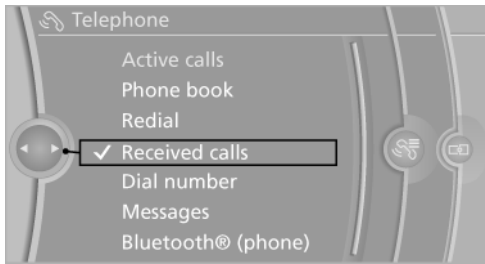 Telephone
Active calls
Phone book
Redial
✓ Received calls
Dial number
Messages
Bluetooth® (phone)